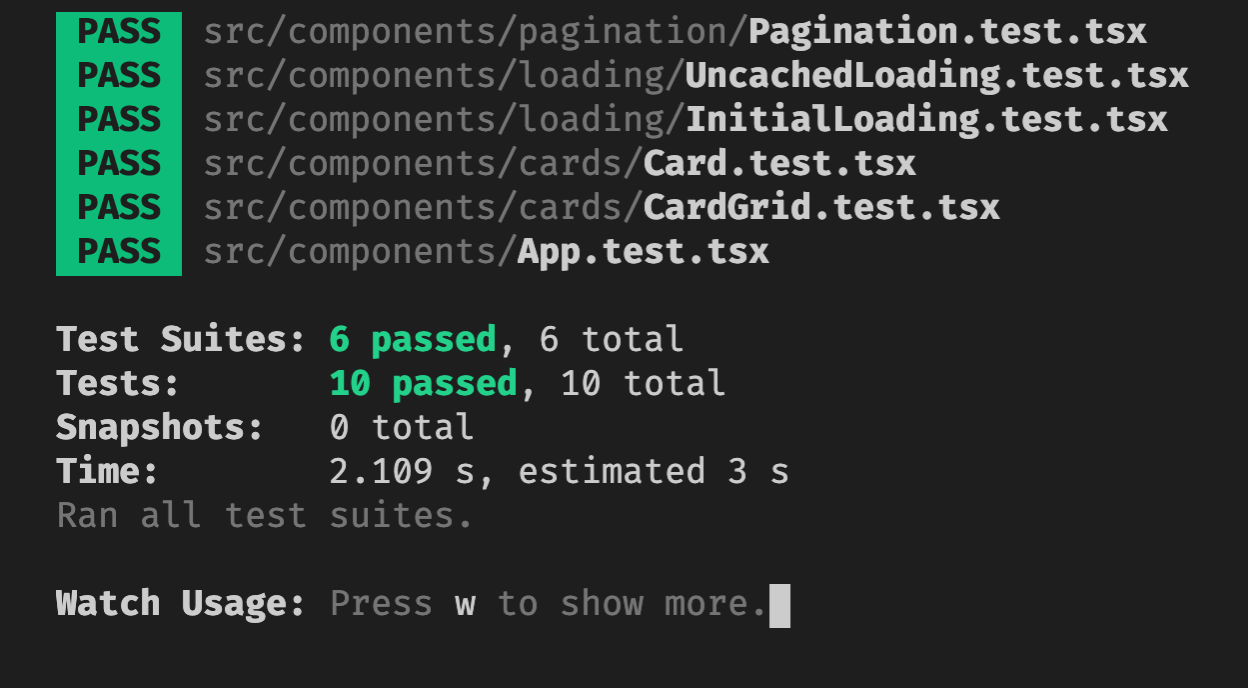 PASS src/components/pagination/Pagination.test.tsx
PASS src/components/loading/UncachedLoading.test.tsx
PASS src/components/loading/InitialLoading.test.tsx
PASS src/components/cards/Card.test.tsx
PASS src/components/cards/CardGrid.test.tsx
PASS src/components/App.test.tsx
Test Suites: 6 passed, 6 total
Tests: 10 passed, 10 total
Snapshots: 0 total
Time: 2.109 s, estimated 3 s
Ran all test suites.
Watch Usage: Press w to show more.